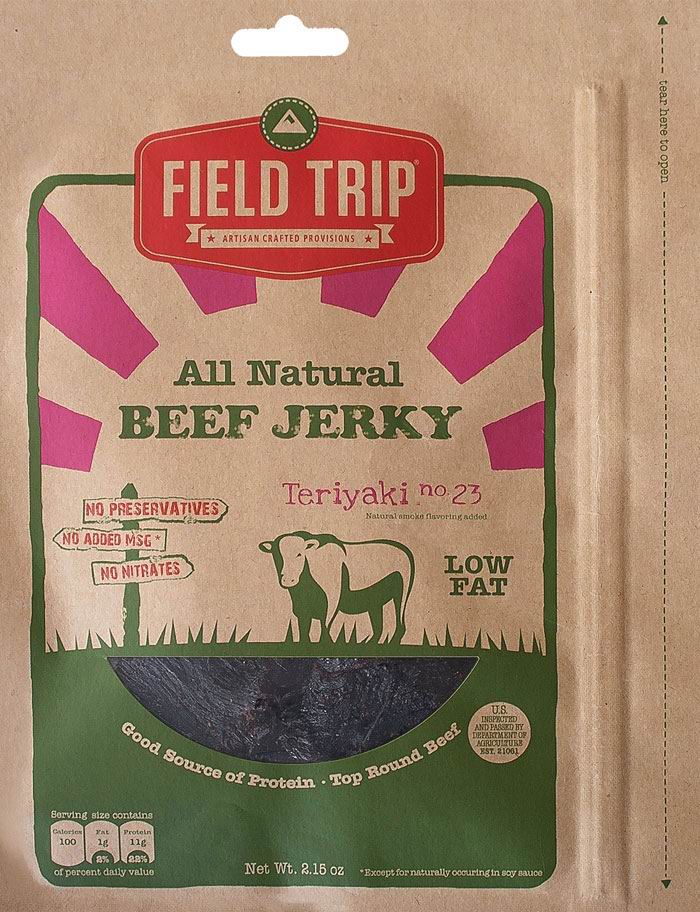 tear here to open
FIELD TRIP®
★ ARTISAN CRAFTED PROVISIONS ★
All Natural
BEEF JERKY
Teriyaki no. 23
Natural smoke flavoring added
NO PRESERVATIVES
NO ADDED MSG*
NO NITRATES
LOW
FAT
Good Source of Protein · Top Round Beef
U.S.
INSPECTED
AND PASSED BY
DEPARTMENT OF
AGRICULTURE
EST. 21061
Serving size contains
Calories Fat Protein
100 1g 11g
2% 22%
of percent daily value
Net Wt. 2.15 oz
*Except for naturally occuring in soy sauce